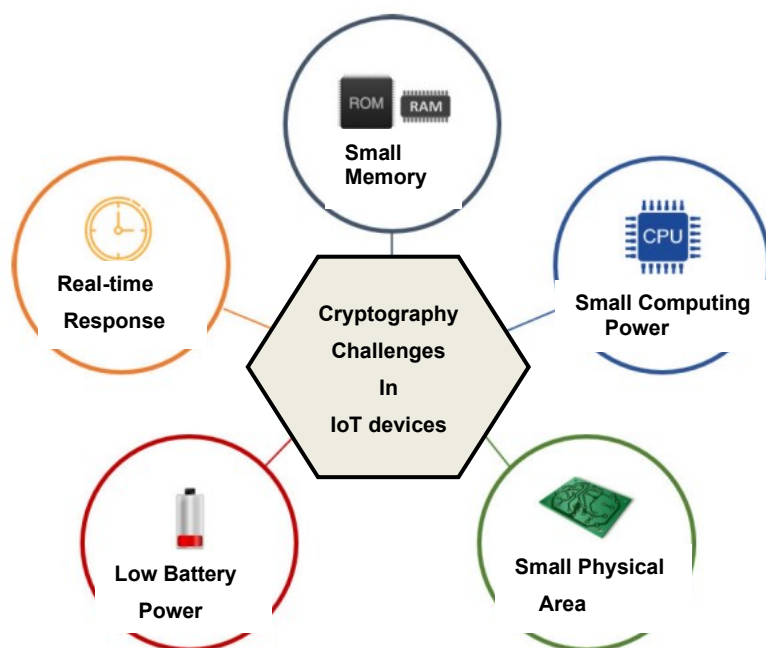 ROM
RAM
Small
Memory
Real-time
Response
CPU
Small Computing
Power
Cryptography
Challenges
In
IoT devices
Low Battery
Power
Small Physical
Area